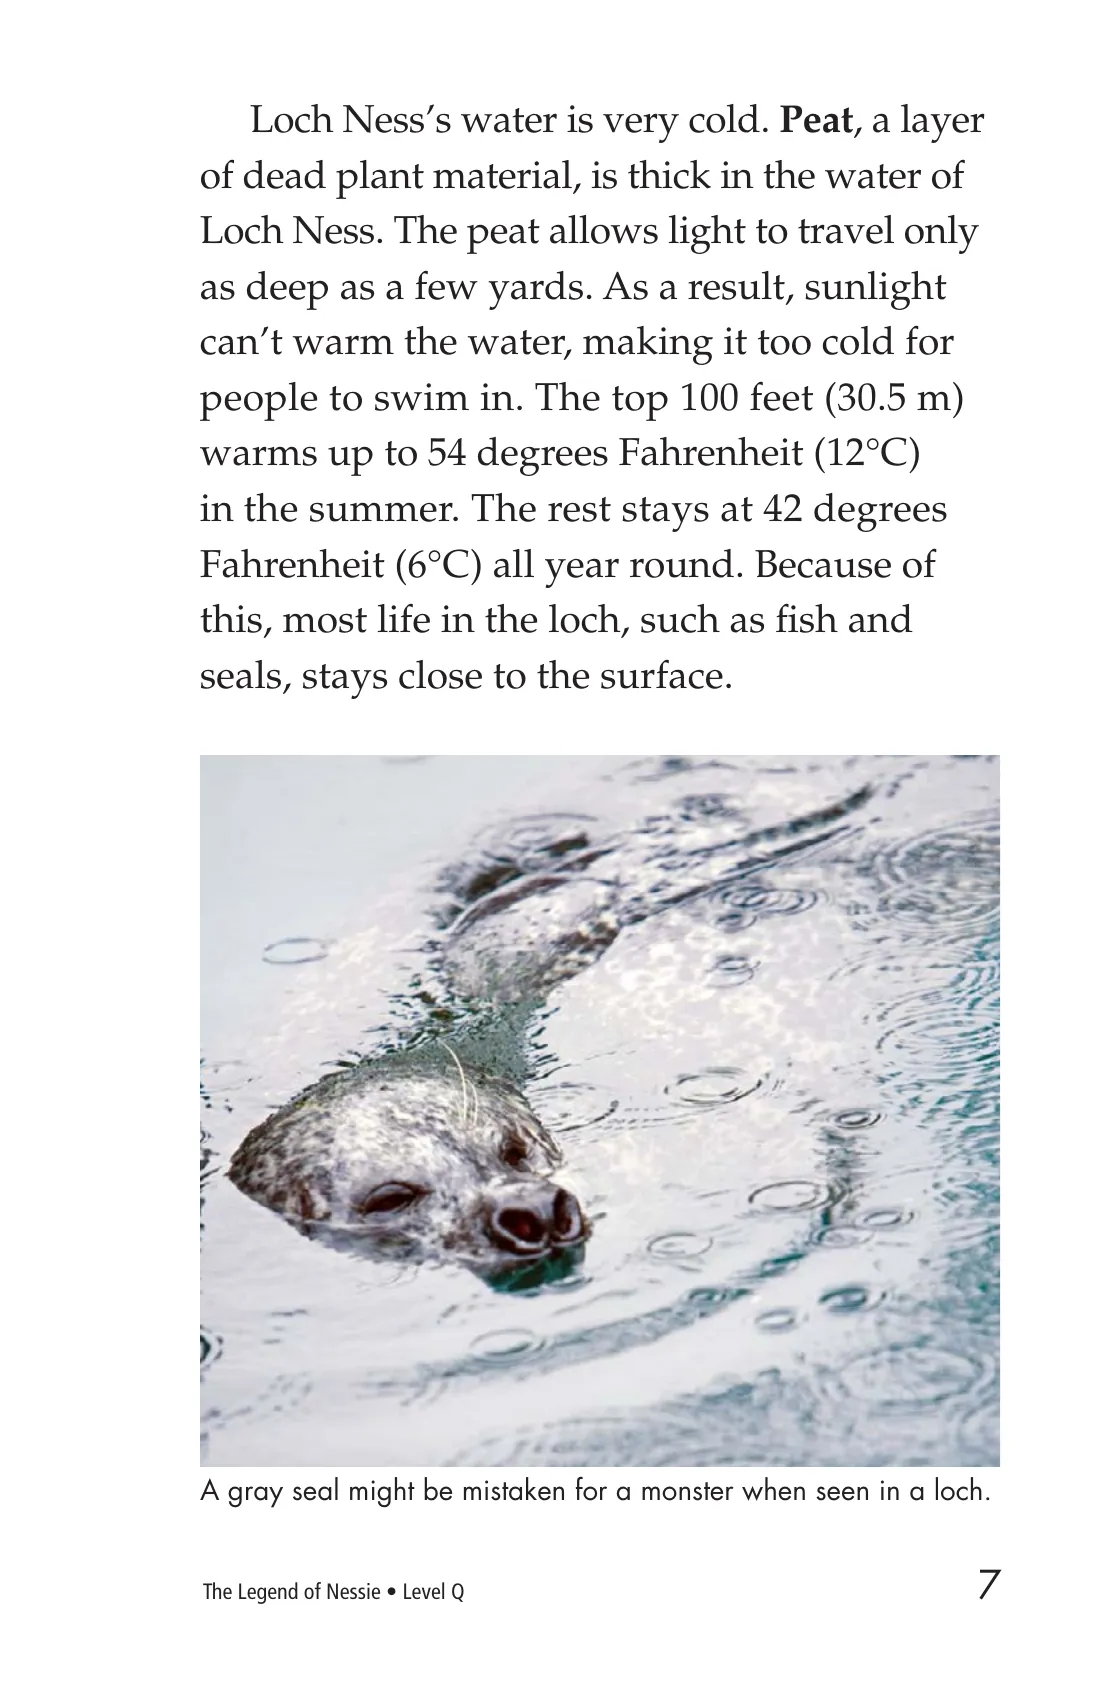 Loch Ness’s water is very cold. Peat, a layer
of dead plant material, is thick in the water of
Loch Ness. The peat allows light to travel only
as deep as a few yards. As a result, sunlight
can’t warm the water, making it too cold for
people to swim in. The top 100 feet (30.5 m)
warms up to 54 degrees Fahrenheit (12°C)
in the summer. The rest stays at 42 degrees
Fahrenheit (6°C) all year round. Because of
this, most life in the loch, such as fish and
seals, stays close to the surface.
A gray seal might be mistaken for a monster when seen in a loch.
The Legend of Nessie • Level Q
7